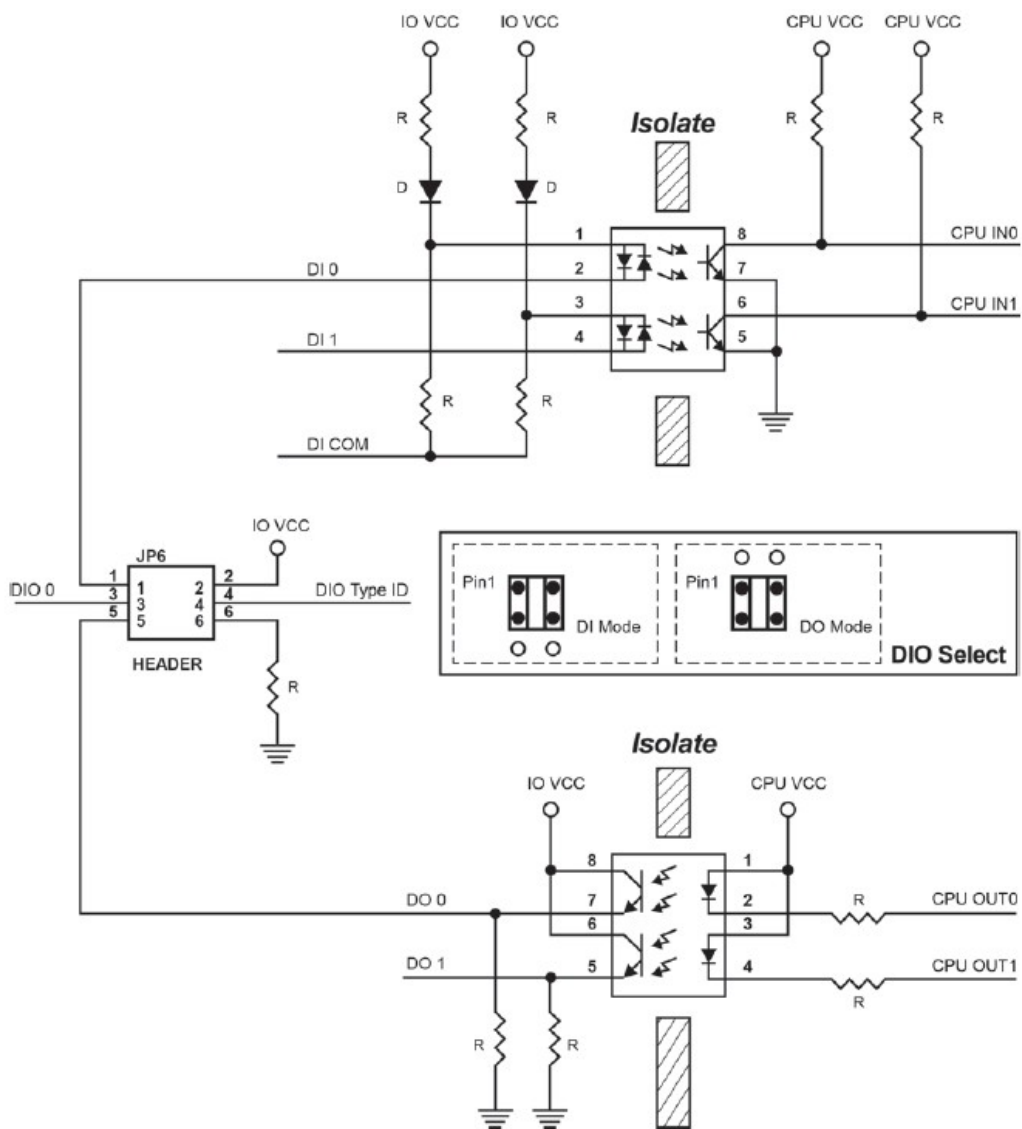 IO VCC IO VCC CPU VCC CPU VCC
R R R R
Isolate
D D
1 8 CPU IN0
DI 0 2 7
3 6 CPU IN1
DI 1 4 5
R R
DI COM
IO VCC
JP6
1 1 2 2
DIO 0 3 3 4 4 DIO Type ID
5 5 6 6
HEADER
R
Pin1 Pin1
DI Mode DO Mode
DIO Select
Isolate
IO VCC CPU VCC
8 1
DO 0 7 2 R CPU OUT0
6 3
DO 1 5 4 CPU OUT1
R
R R